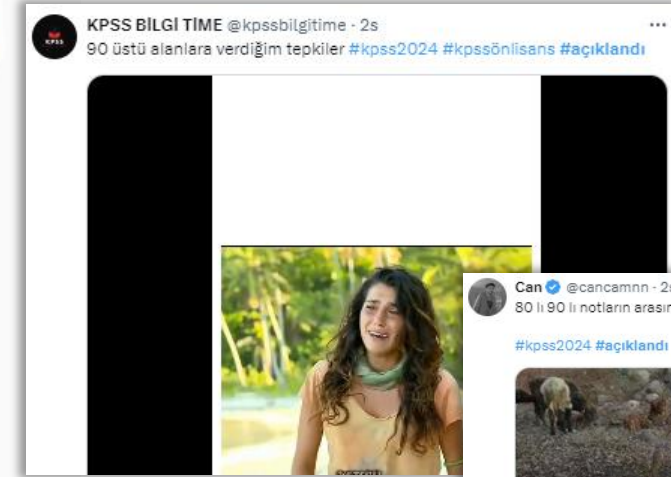 KPSS BİLGİ TİME @kpssbilgitime · 2s
90 üstü alanlara verdiğim tepkiler #kpss2024 #kpssönlisans #açıklandı
KPSS
Can @cancamnn · 2s
80 lı 90 lı notların arasın
#kpss2024 #açıklandı